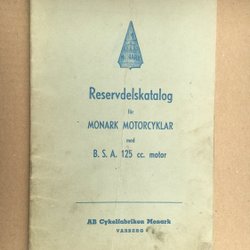 Reservdelskatalog
för
MONARK MOTORCYKLAR
med
B. S. A. 125 cc. motor
AB Cykelfabriken Monark
VARBERG